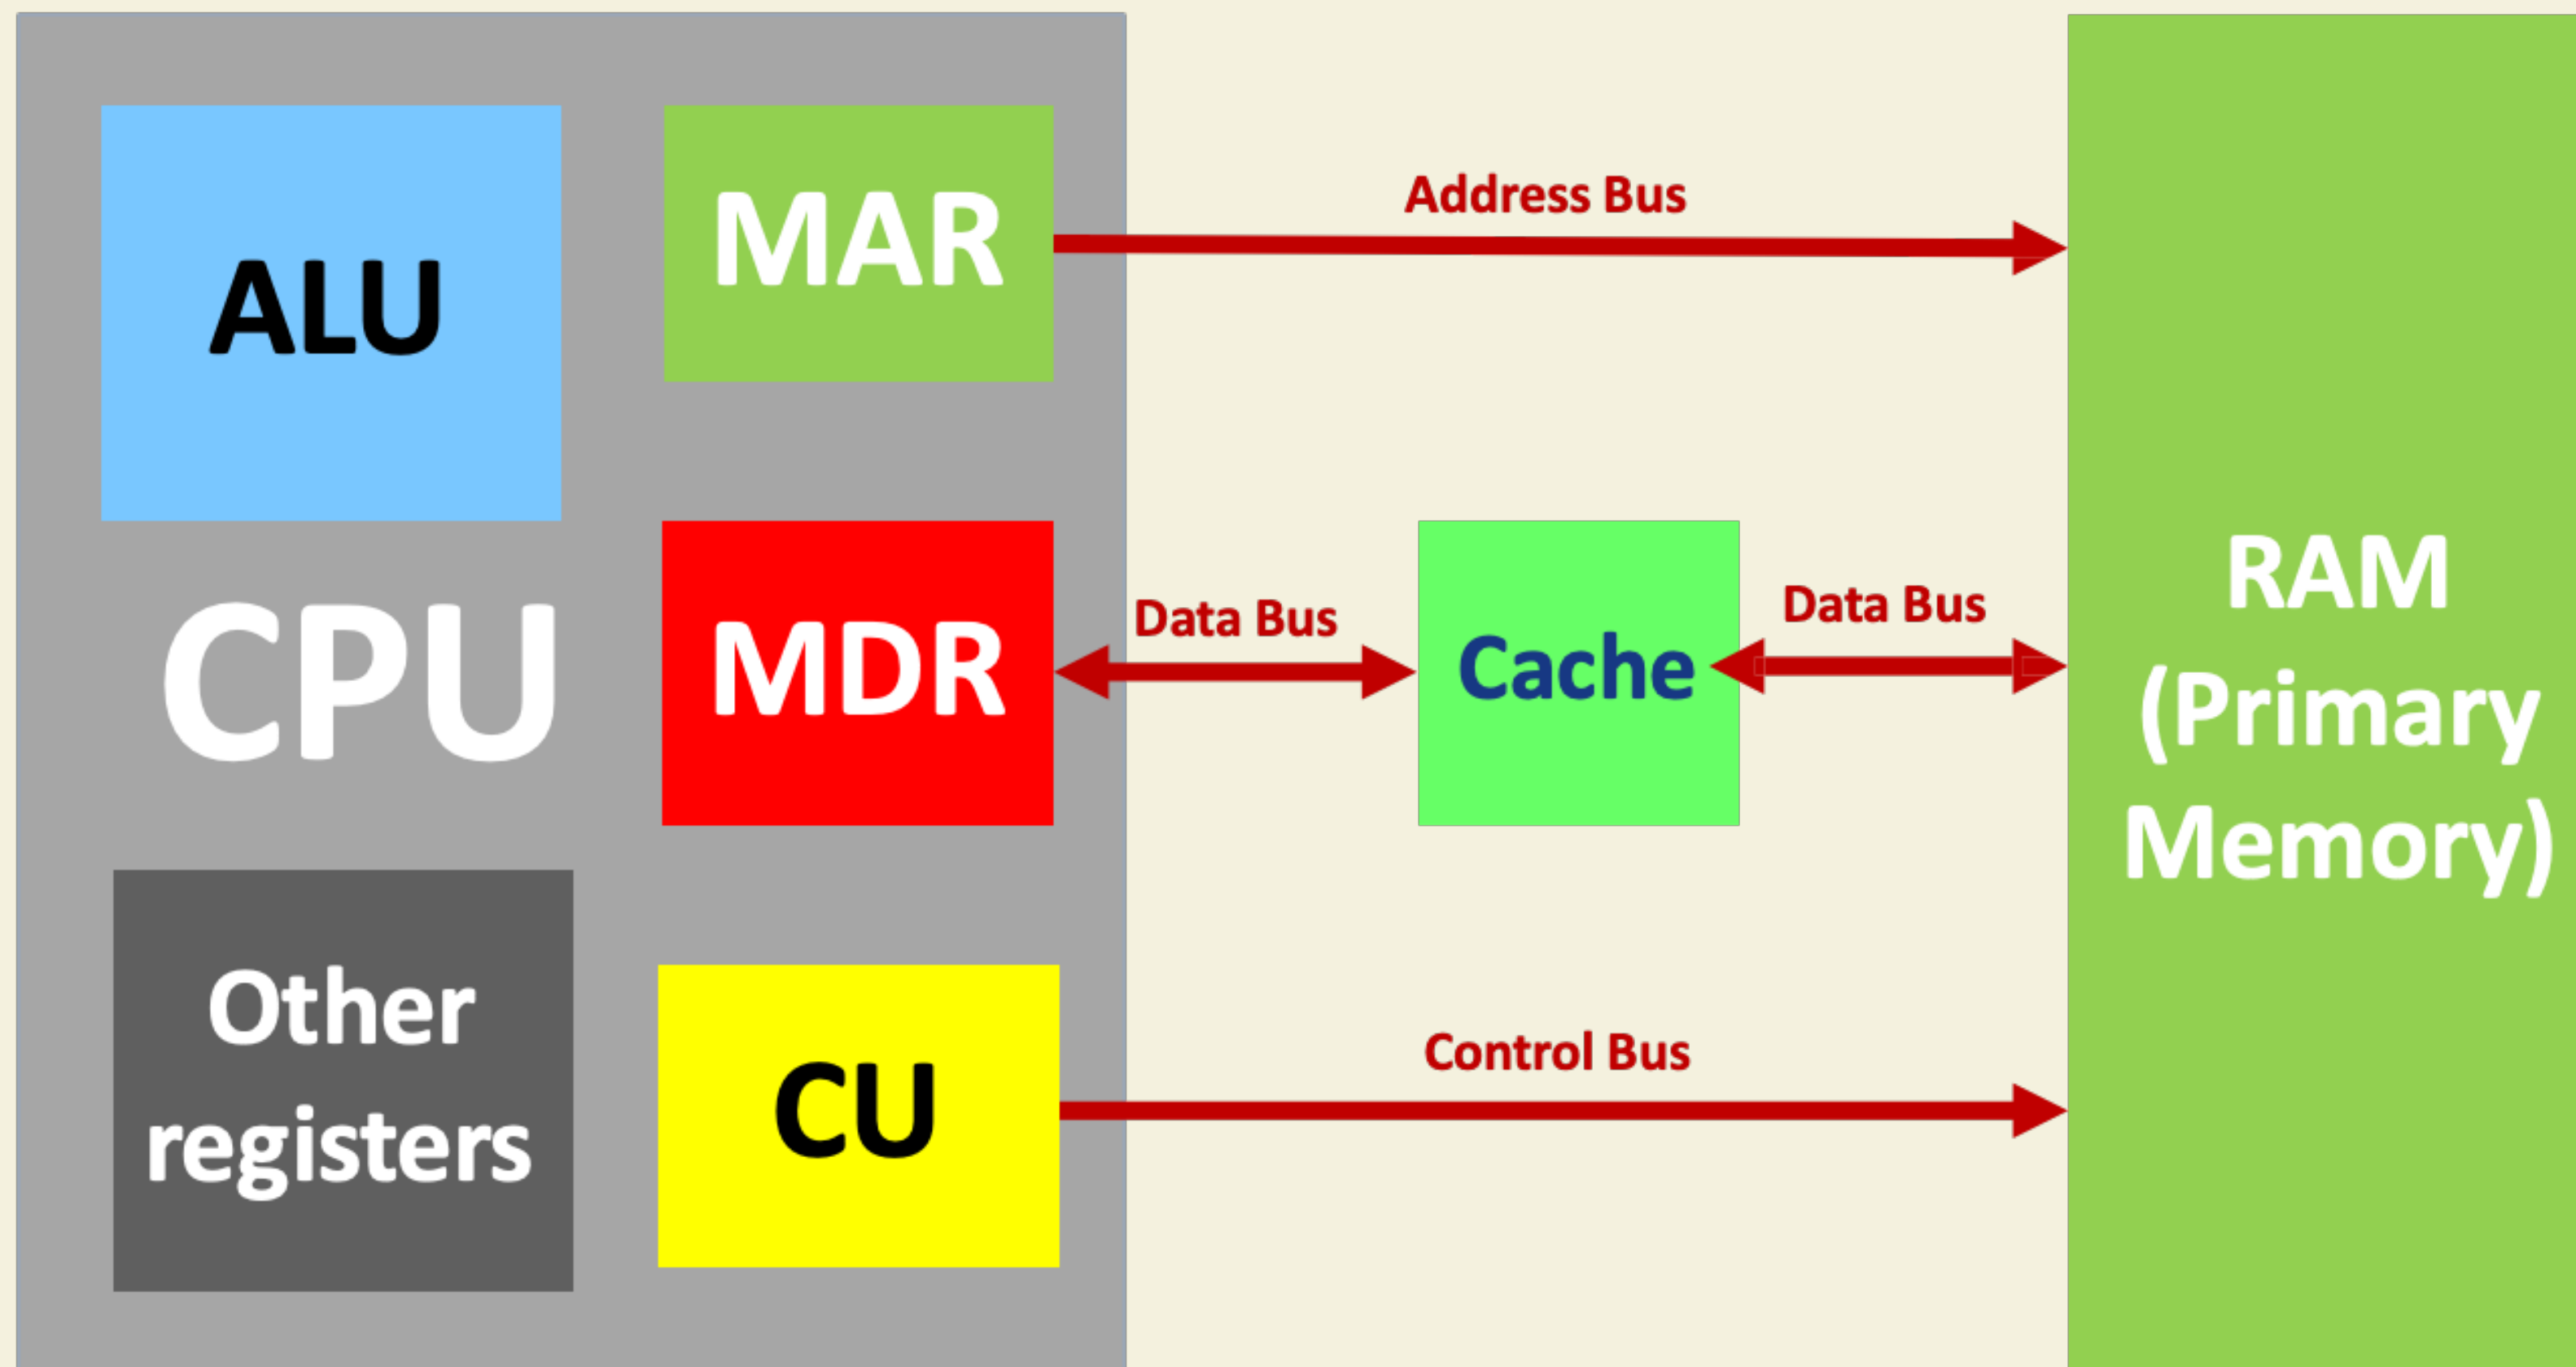 ALU
MAR
Address Bus
CPU
MDR
Data Bus
Cache
Data Bus
RAM
(Primary
Memory)
Other
registers
CU
Control Bus